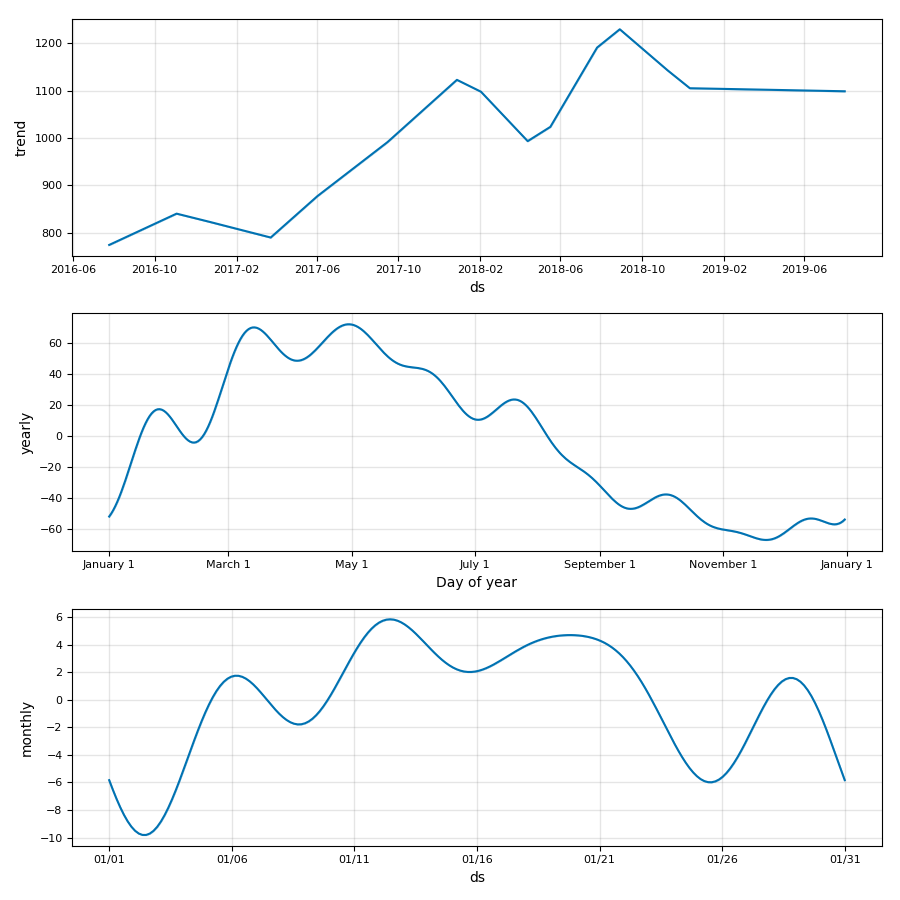 1200
1100
1000
900
800
trend
2016-06 2016-10 2017-02 2017-06 2017-10 2018-02 2018-06 2018-10 2019-02 2019-06
ds
60
40
20
0
−20
−40
−60
yearly
January 1 March 1 May 1 July 1 September 1 November 1 January 1
Day of year
6
4
2
0
−2
−4
−6
−8
−10
monthly
01/01 01/06 01/11 01/16 01/21 01/26 01/31
ds